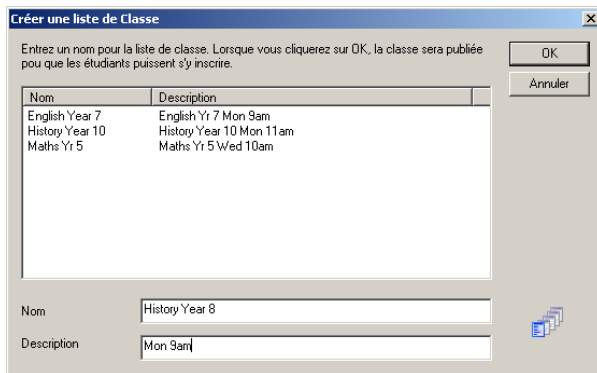 Créer une liste de Classe
Entrez un nom pour la liste de classe. Lorsque vous cliquerez sur OK, la classe sera publiée
pou que les étudiants puissent s'y inscrire.
OK
Annuler
Nom Description
English Year 7 English Yr 7 Mon 9am
History Year 10 History Year 10 Mon 11am
Maths Yr 5 Maths Yr 5 Wed 10am
Nom History Year 8
Description Mon 9am